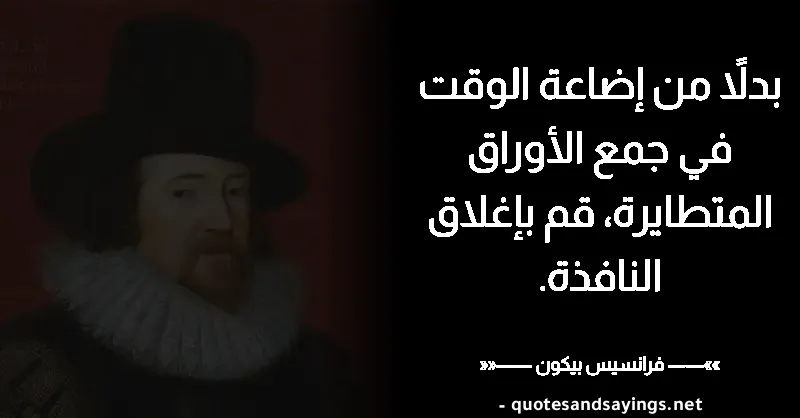 بدلًا من إضاعة الوقت
في جمع الأوراق
المتطايرة، قم بإغلاق
النافذة.
»»—— فرانسيس بيكون ——««
- quotesandsayings.net